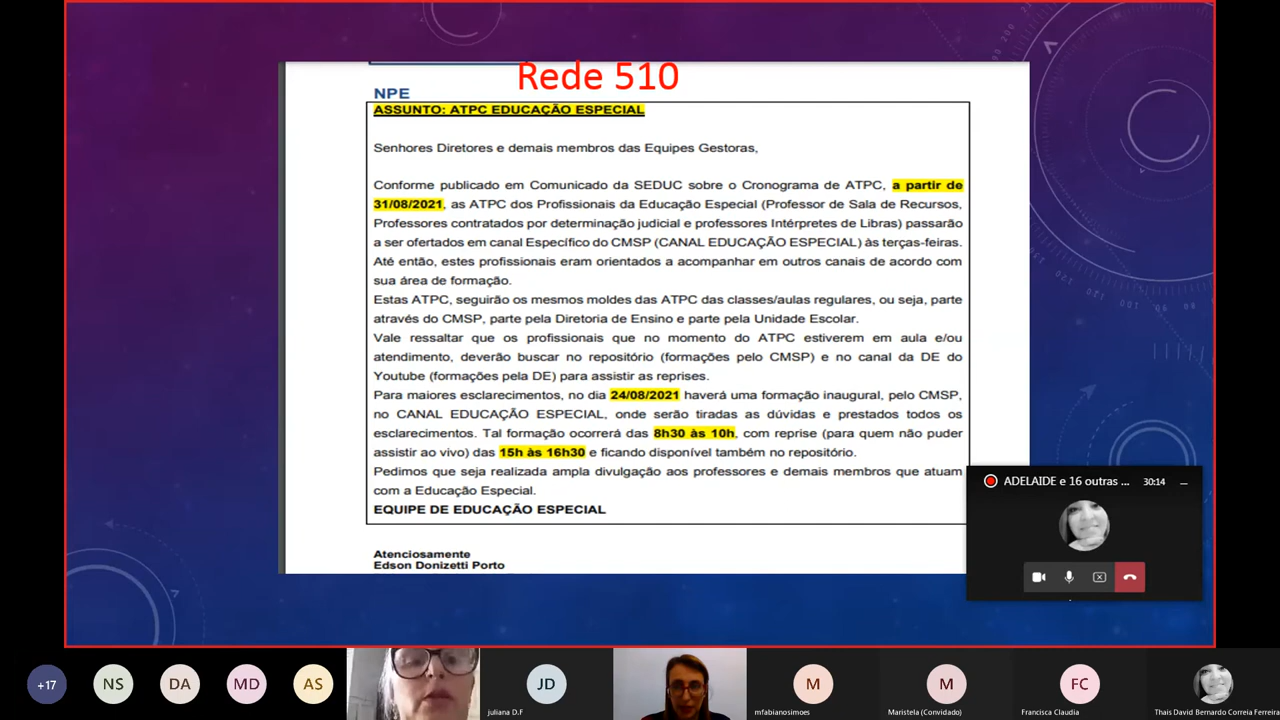 Rede 510
NPE
ASSUNTO: ATPC EDUCAÇÃO ESPECIAL
Senhores Diretores e demais membros das Equipes Gestoras,
Conforme publicado em Comunicado da SEDUC sobre o Cronograma de ATPC, a partir de
31/08/2021, as ATPC dos Profissionais da Educação Especial (Professor de Sala de Recursos,
Professores contratados por determinação judicial e professores Intérpretes de Libras) passarão
a ser ofertados em canal Específico do CMSP (CANAL EDUCAÇÃO ESPECIAL) às terças-feiras.
Até então, estes profissionais eram orientados a acompanhar em outros canais de acordo com
sua área de formação.
Estas ATPC, seguirão os mesmos moldes das ATPC das classes/aulas regulares, ou seja, parte
através do CMSP, parte pela Diretoria de Ensino e parte pela Unidade Escolar.
Vale ressaltar que os profissionais que no momento do ATPC estiverem em aula e/ou
atendimento, deverão buscar no repositório (formações pelo CMSP) e no canal da DE do
Youtube (formações pela DE) para assistir as reprises.
Para maiores esclarecimentos, no dia 24/08/2021 haverá uma formação inaugural, pelo CMSP,
no CANAL EDUCAÇÃO ESPECIAL, onde serão tiradas as dúvidas e prestados todos os
esclarecimentos. Tal formação ocorrerá das 8h30 às 10h, com reprise (para quem não puder
assistir ao vivo) das 15h às 16h30 e ficando disponível também no repositório.
Pedimos que seja realizada ampla divulgação aos professores e demais membros que atuam
com a Educação Especial.
EQUIPE DE EDUCAÇÃO ESPECIAL
Atenciosamente
Edson Donizetti Porto
ADELAIDE e 16 outras ... 30:14
+17 NS DA MD AS JD M M FC
juliana D.F mfabianosimoes Maristela (Convidado) Francisca Claudia Thais David Bernardo Correia Ferreira